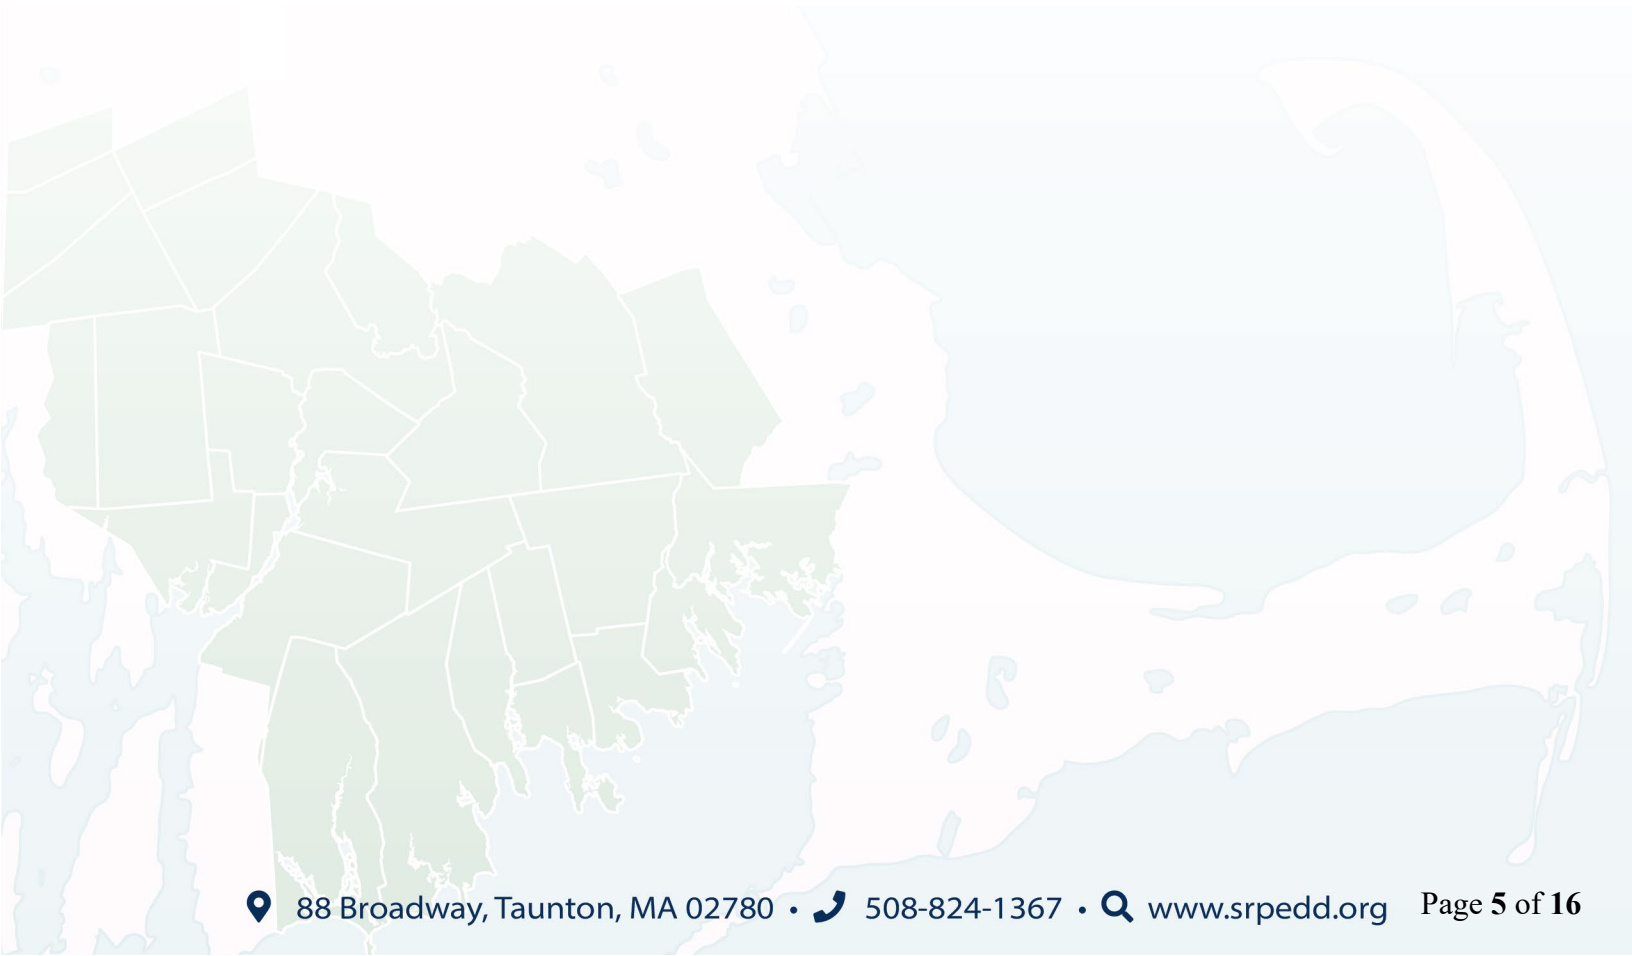 88 Broadway, Taunton, MA 02780 • 508-824-1367 • www.srpedd.org Page 5 of 16